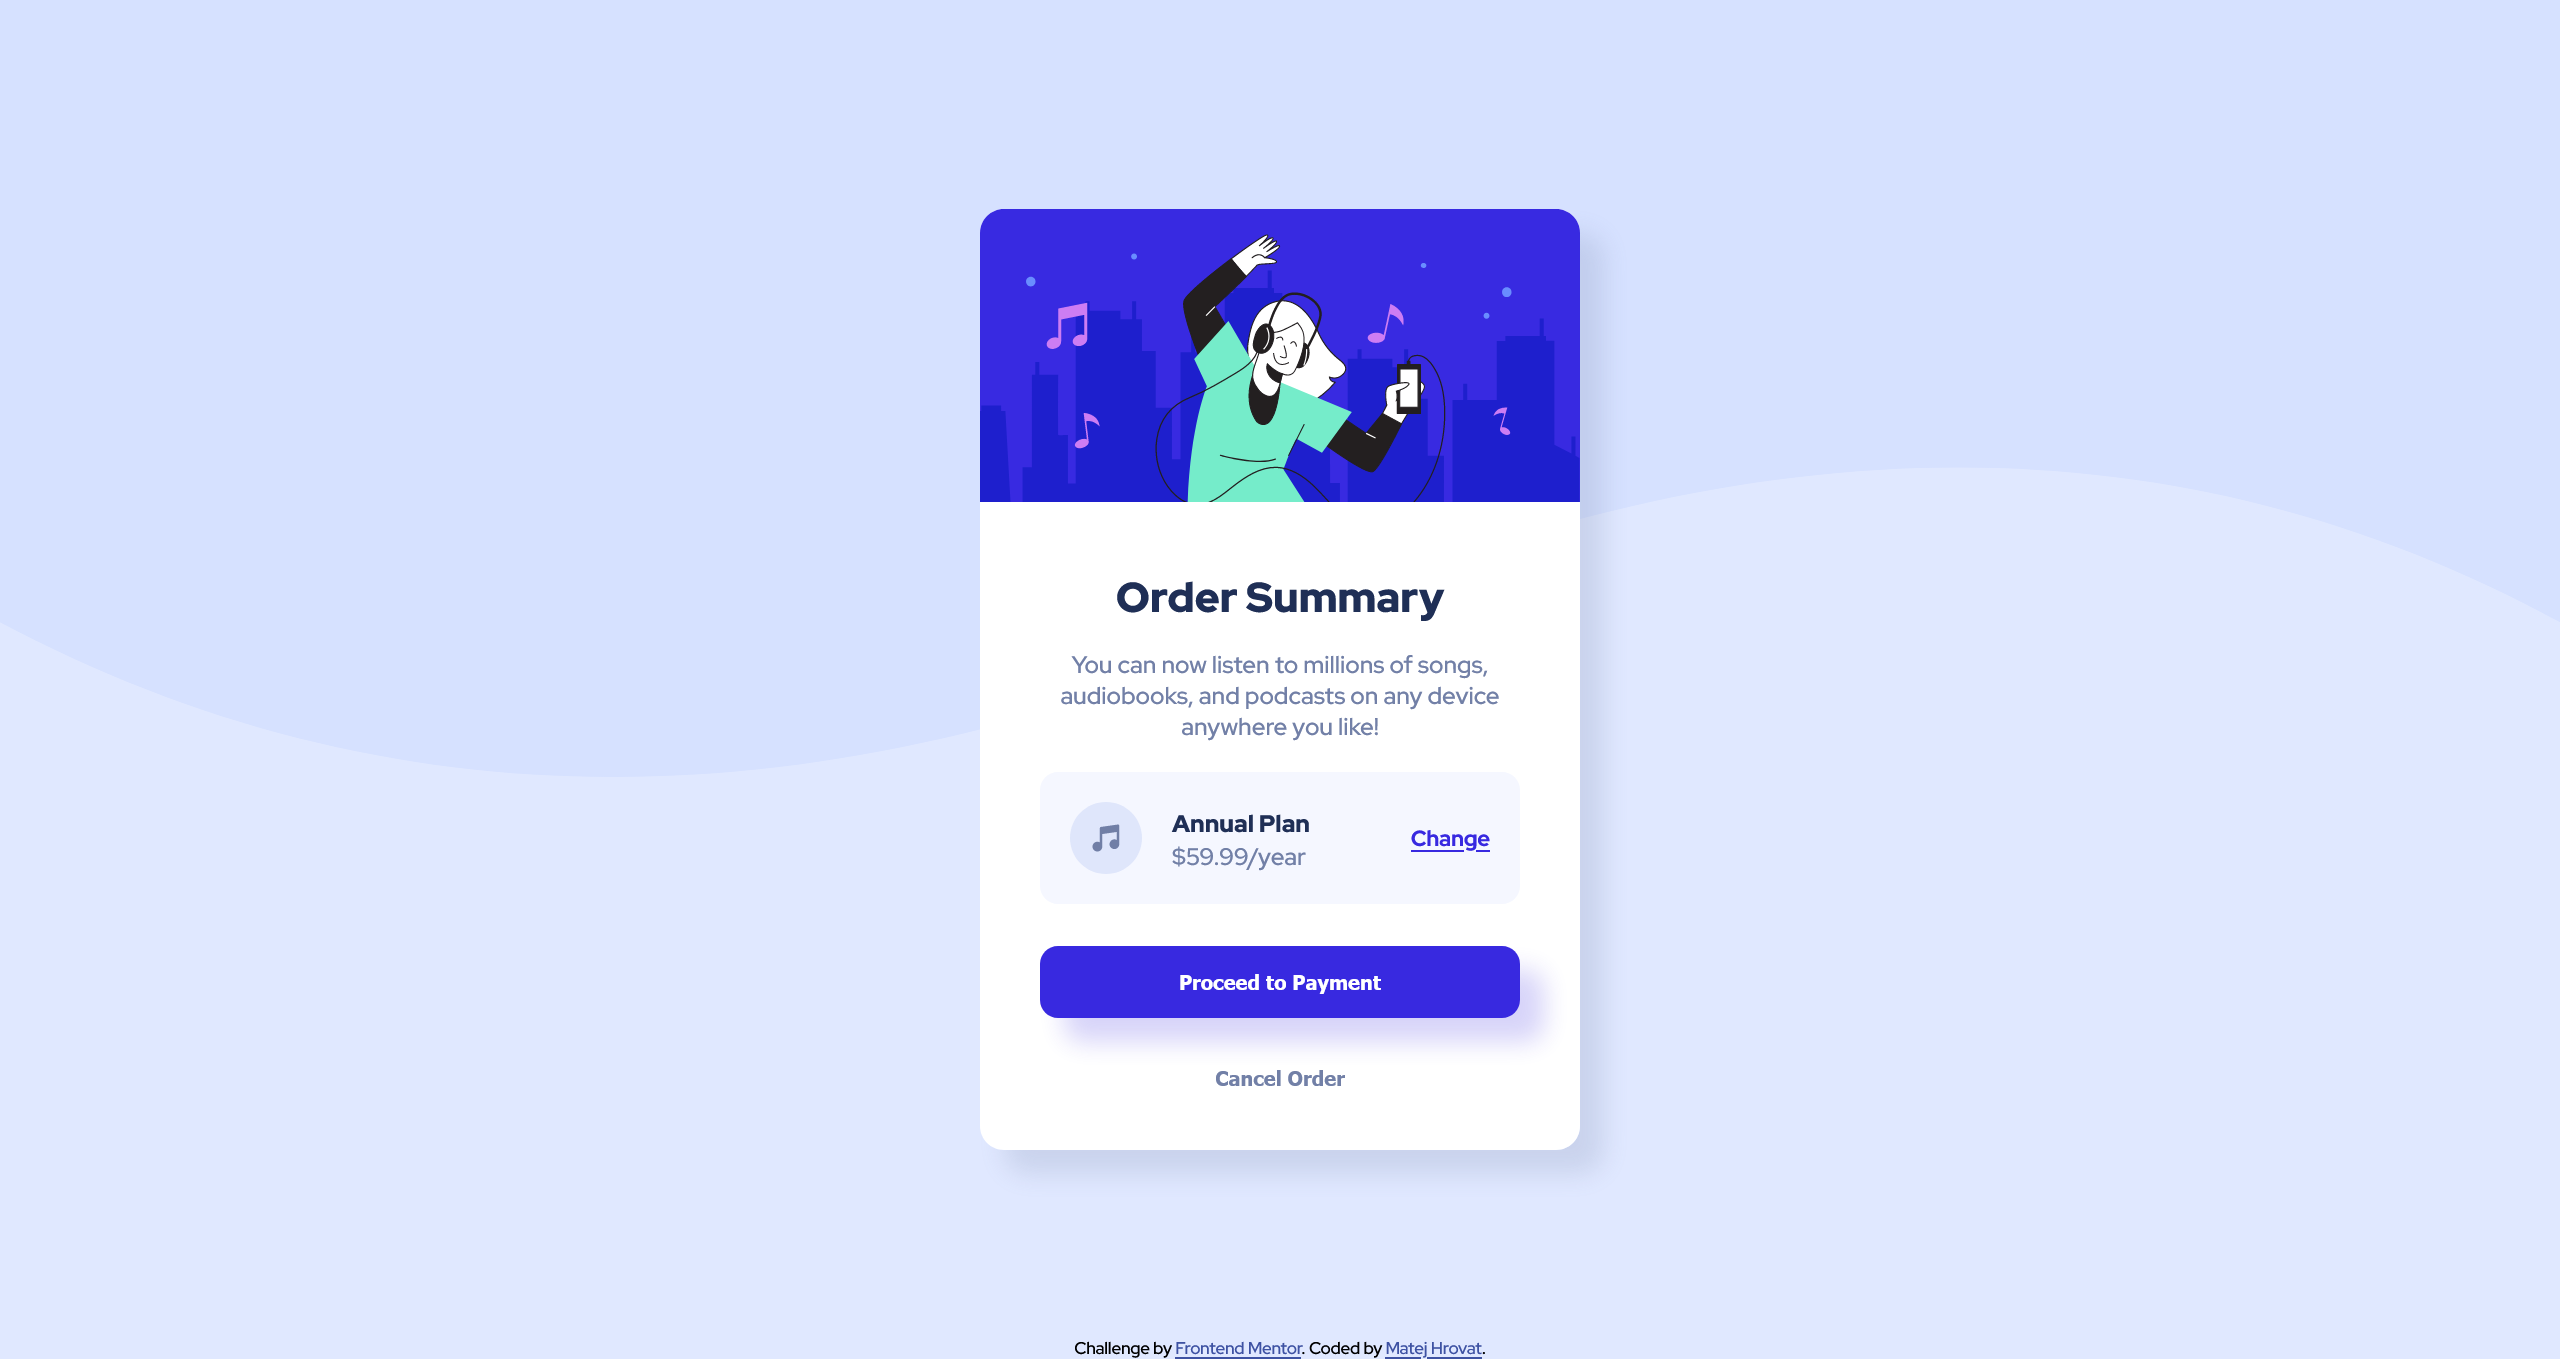 Order Summary
You can now listen to millions of songs,
audiobooks, and podcasts on any device
anywhere you like!
Annual Plan
$59.99/year
Change
Proceed to Payment
Cancel Order
Challenge by Frontend Mentor. Coded by Matej Hrovat.